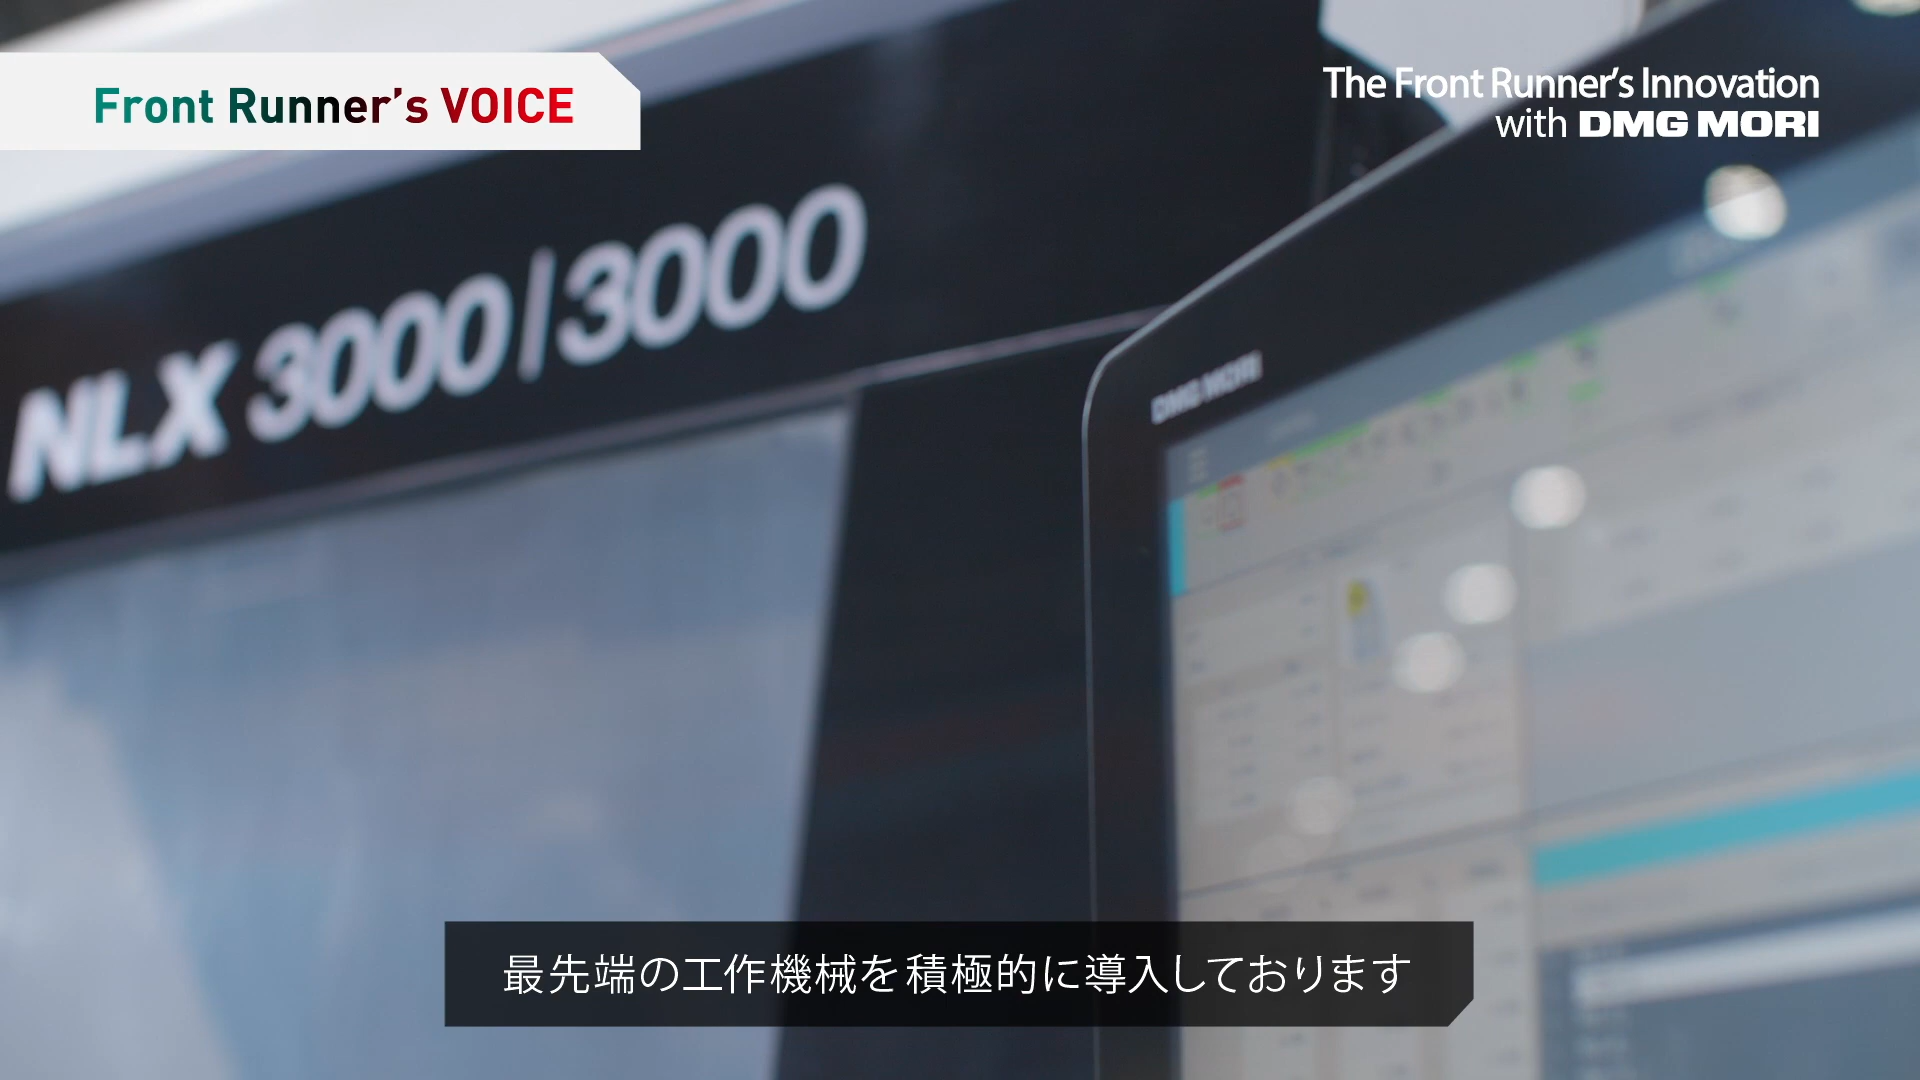 Front Runner's VOICE
The Front Runner's Innovation
with DMG MORI
NLX 3000/3000
DMG MORI
最先端の工作機械を積極的に導入しております